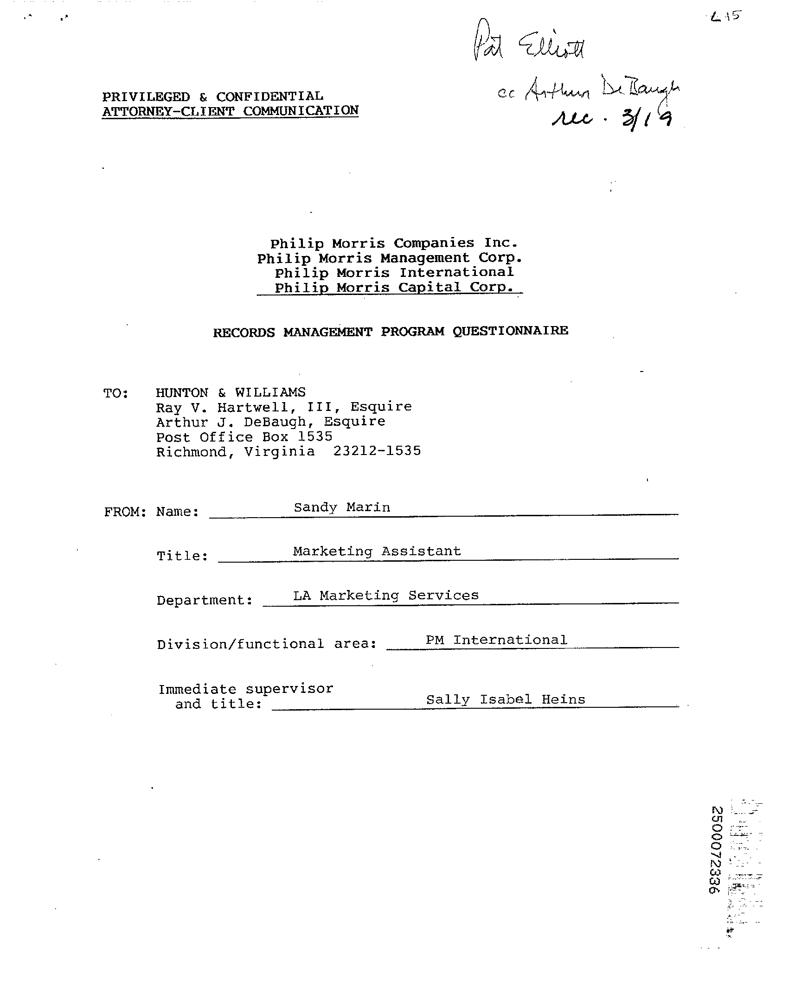 L-15
Pat Elliott
cc Arthur DeBaugh
rec. 3/19
PRIVILEGED & CONFIDENTIAL
ATTORNEY-CLIENT COMMUNICATION
Philip Morris Companies Inc.
Philip Morris Management Corp.
Philip Morris International
Philip Morris Capital Corp.
RECORDS MANAGEMENT PROGRAM QUESTIONNAIRE
TO: HUNTON & WILLIAMS
Ray V. Hartwell, III, Esquire
Arthur J. DeBaugh, Esquire
Post Office Box 1535
Richmond, Virginia 23212-1535
FROM: Name: Sandy Marin
Title: Marketing Assistant
Department: LA Marketing Services
Division/functional area: PM International
Immediate supervisor
and title: Sally Isabel Heins
2500072336